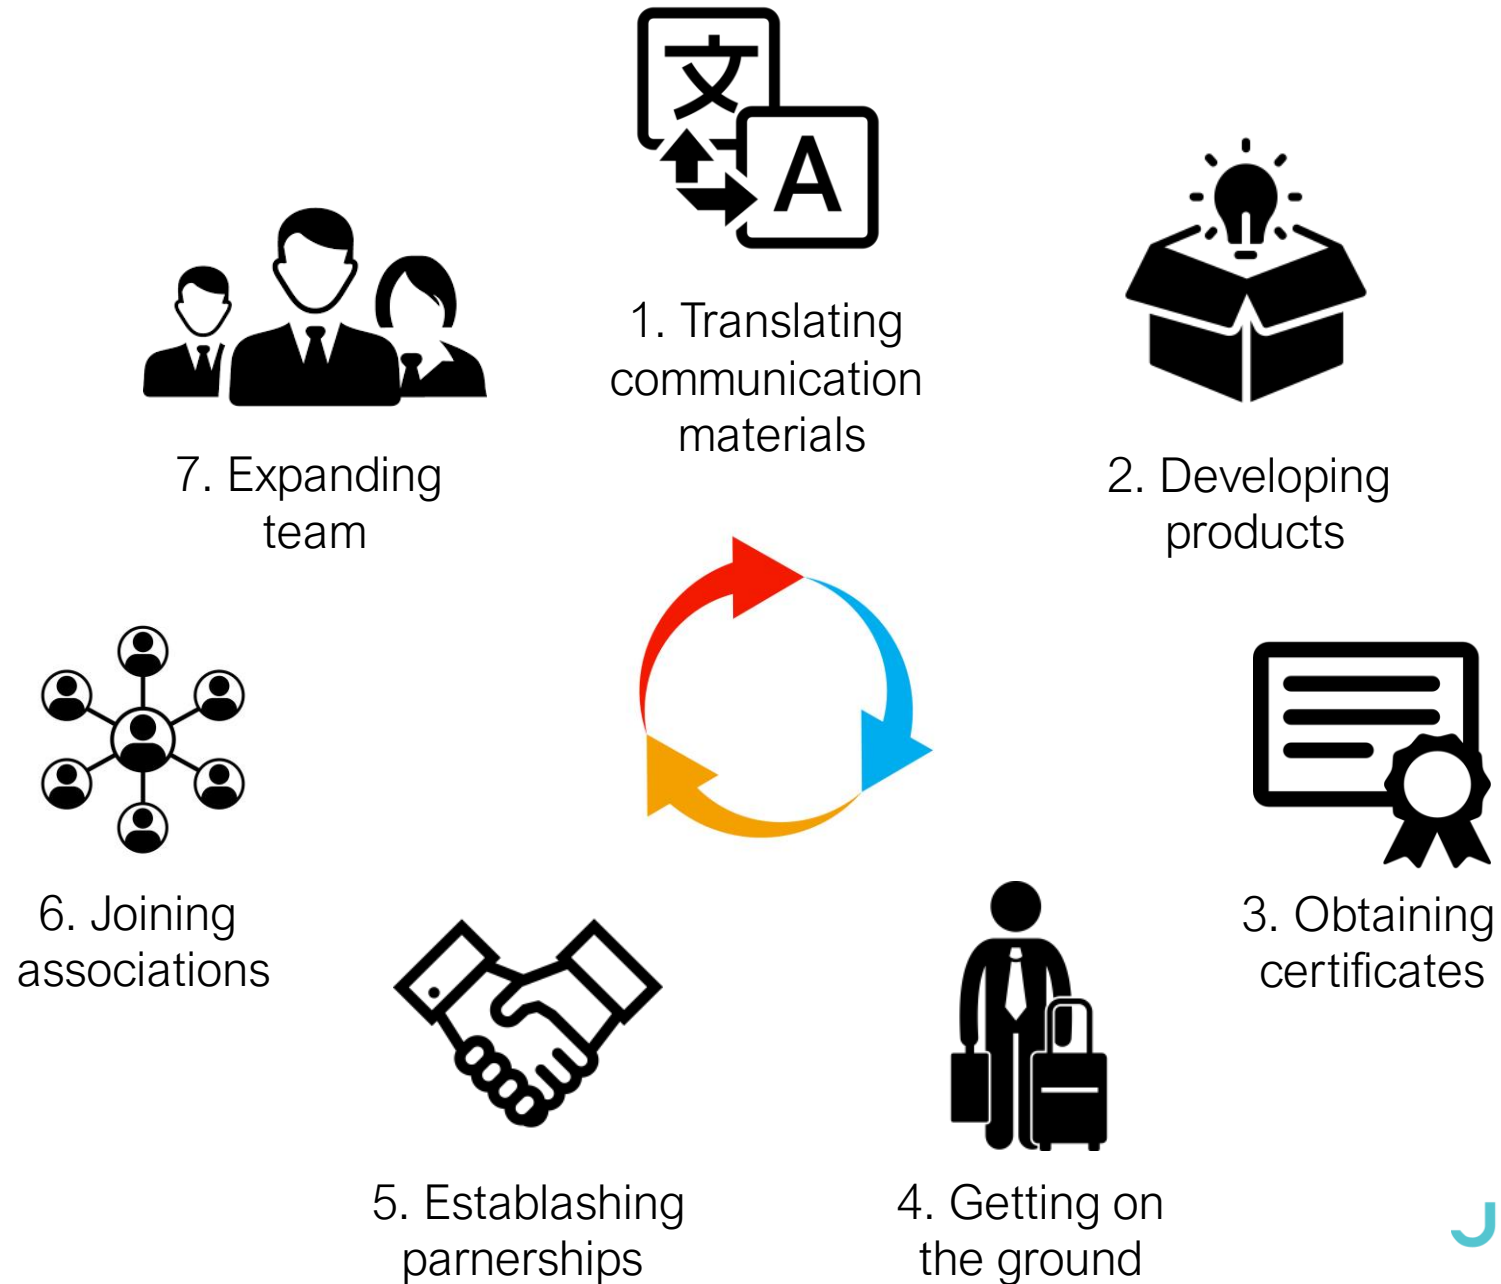 文
A
1. Translating
communication
materials
2. Developing
products
3. Obtaining
certificates
4. Getting on
the ground
5. Establashing
parnerships
6. Joining
associations
7. Expanding
team